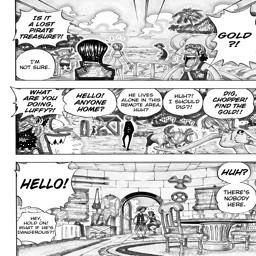 GOLD
?!
IS IT A
LOST
PIRATE
TREASURE?!
I'M
NOT SURE.
DIG,
CHOPPER!
FIND THE
GOLD!!
HUH?!
I SHOULD
DIG?!
HE LIVES
ALONE IN THIS
REMOTE AREA,
HUH?
HELLO!
ANYONE
HOME?
WHAT
ARE YOU
DOING,
LUFFY?!
HUH?
THERE'S
NOBODY
HERE.
HELLO!
HEY,
HOLD ON!
WHAT IF HE'S
DANGEROUS?!